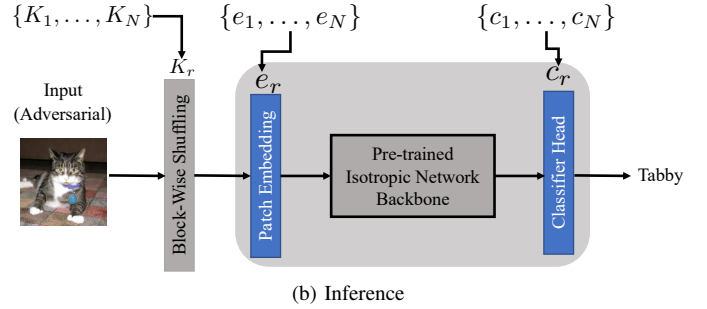 {K_1, . . . , K_N}
{e_1, . . . , e_N}
{c_1, . . . , c_N}
K_r
e_r
c_r
Input
(Adversarial)
Block-Wise Shuffling
Patch Embedding
Pre-trained
Isotropic Network
Backbone
Classifier Head
Tabby
(b) Inference